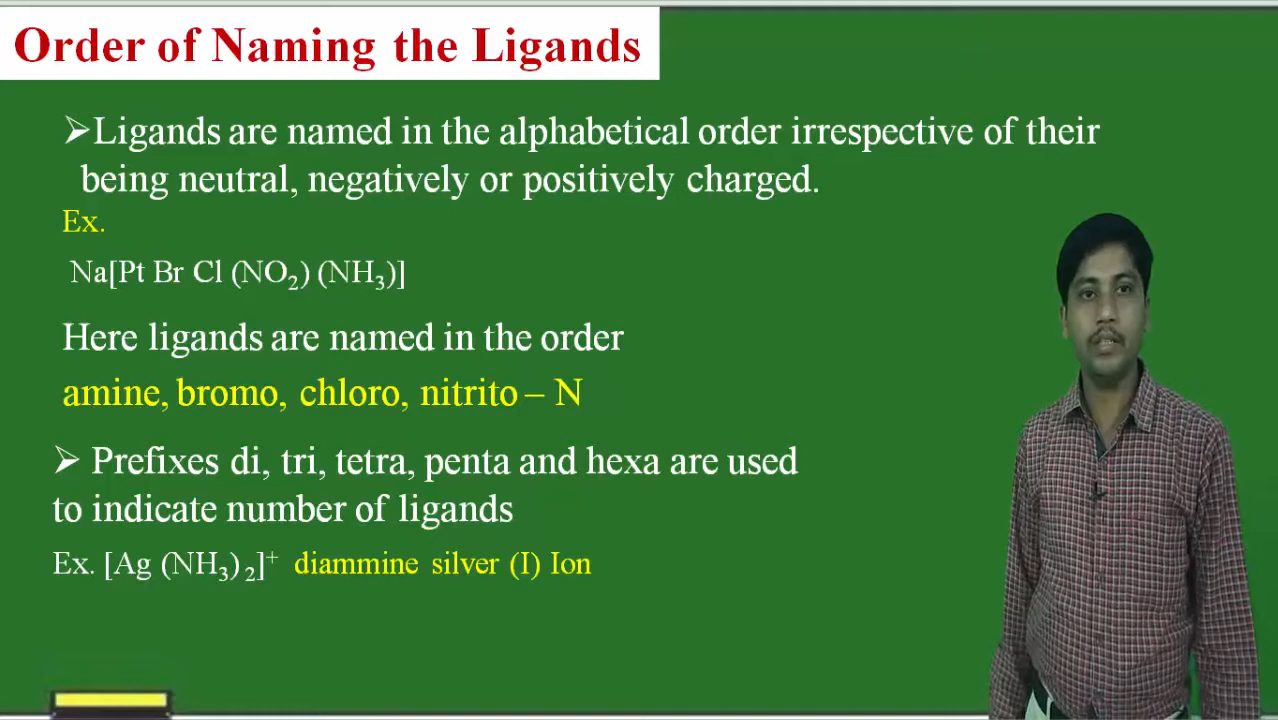 Order of Naming the Ligands
➢Ligands are named in the alphabetical order irrespective of their
being neutral, negatively or positively charged.
Ex.
Na[Pt Br Cl (NO₂) (NH₃)]
Here ligands are named in the order
amine, bromo, chloro, nitrito – N
➢ Prefixes di, tri, tetra, penta and hexa are used
to indicate number of ligands
Ex. [Ag (NH₃) ₂]⁺ diammine silver (I) Ion